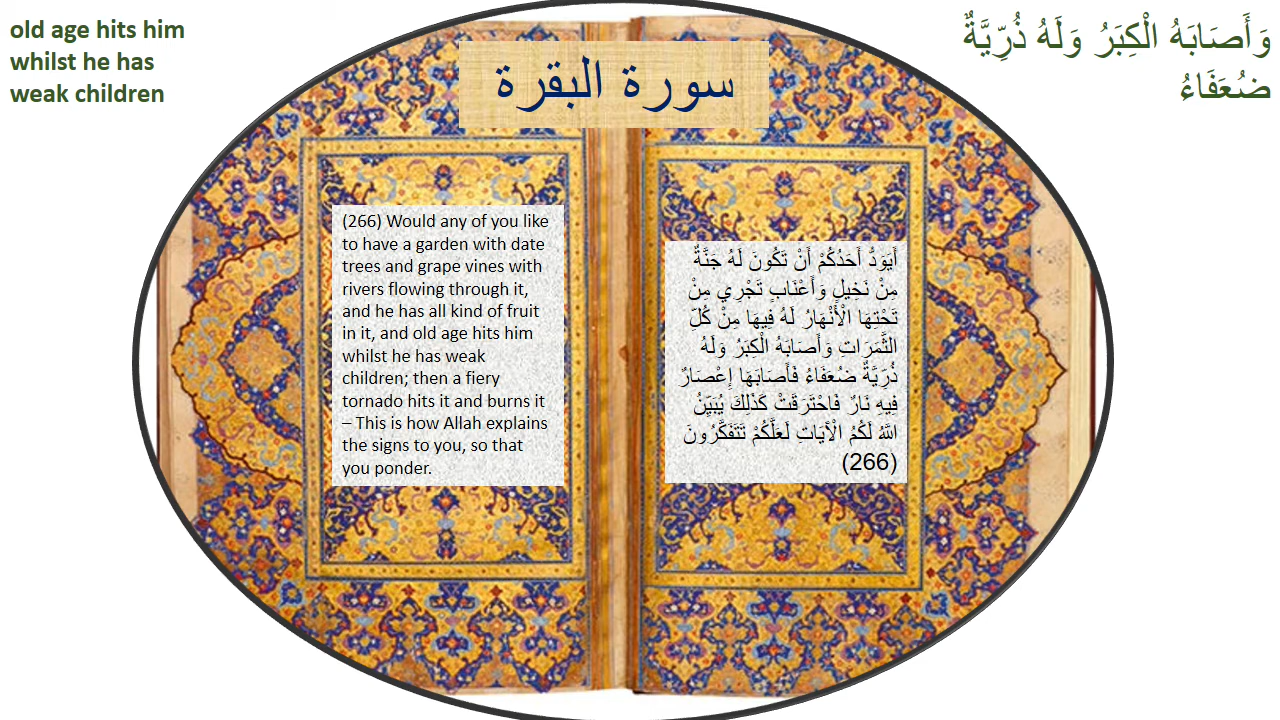 old age hits him
whilst he has
weak children
وَأَصَابَهُ الْكِبَرُ وَلَهُ ذُرِّيَّةٌ
ضُعَفَاءُ
سورة البقرة
(266) Would any of you like
to have a garden with date
trees and grape vines with
rivers flowing through it,
and he has all kind of fruit
in it, and old age hits him
whilst he has weak
children; then a fiery
tornado hits it and burns it
– This is how Allah explains
the signs to you, so that
you ponder.
أَيَوَدُّ أَحَدُكُمْ أَنْ تَكُونَ لَهُ جَنَّةٌ
مِنْ نَخِيلٍ وَأَعْنَابٍ تَجْرِي مِنْ
تَحْتِهَا الْأَنْهَارُ لَهُ فِيهَا مِنْ كُلِّ
الثَّمَرَاتِ وَأَصَابَهُ الْكِبَرُ وَلَهُ
ذُرِّيَّةٌ ضُعَفَاءُ فَأَصَابَهَا إِعْصَارٌ
فِيهِ نَارٌ فَاحْتَرَقَتْ كَذَلِكَ يُبَيِّنُ
اللَّهُ لَكُمُ الْآيَاتِ لَعَلَّكُمْ تَتَفَكَّرُونَ
(266)